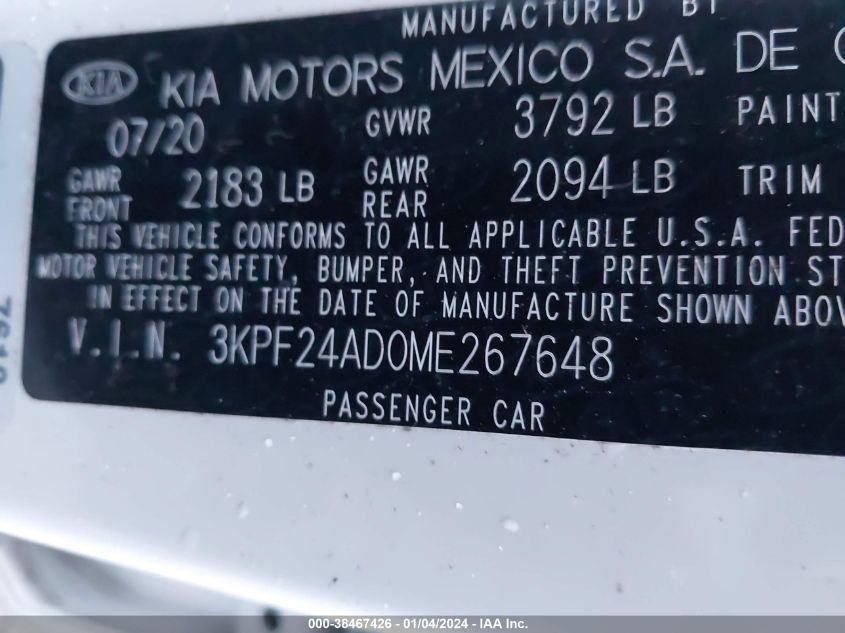 MANUFACTURED BY
KIA KIA MOTORS MEXICO S.A. DE
07/20 GVWR 3792 LB PAINT
GAWR FRONT 2183 LB GAWR REAR 2094 LB TRIM
THIS VEHICLE CONFORMS TO ALL APPLICABLE U.S.A. FED
MOTOR VEHICLE SAFETY, BUMPER, AND THEFT PREVENTION ST
IN EFFECT ON THE DATE OF MANUFACTURE SHOWN ABOV
V.I.N. 3KPF24AD0ME267648
PASSENGER CAR
000-38467426 - 01/04/2024 - IAA Inc.